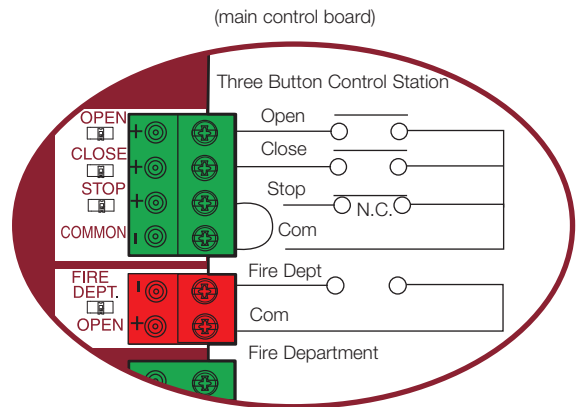 (main control board)
Three Button Control Station
OPEN
+
Open
CLOSE
+
Close
STOP
+
Stop
N.C.
COMMON
-
Com
FIRE
DEPT.
-
Fire Dept
OPEN
+
Com
Fire Department
+